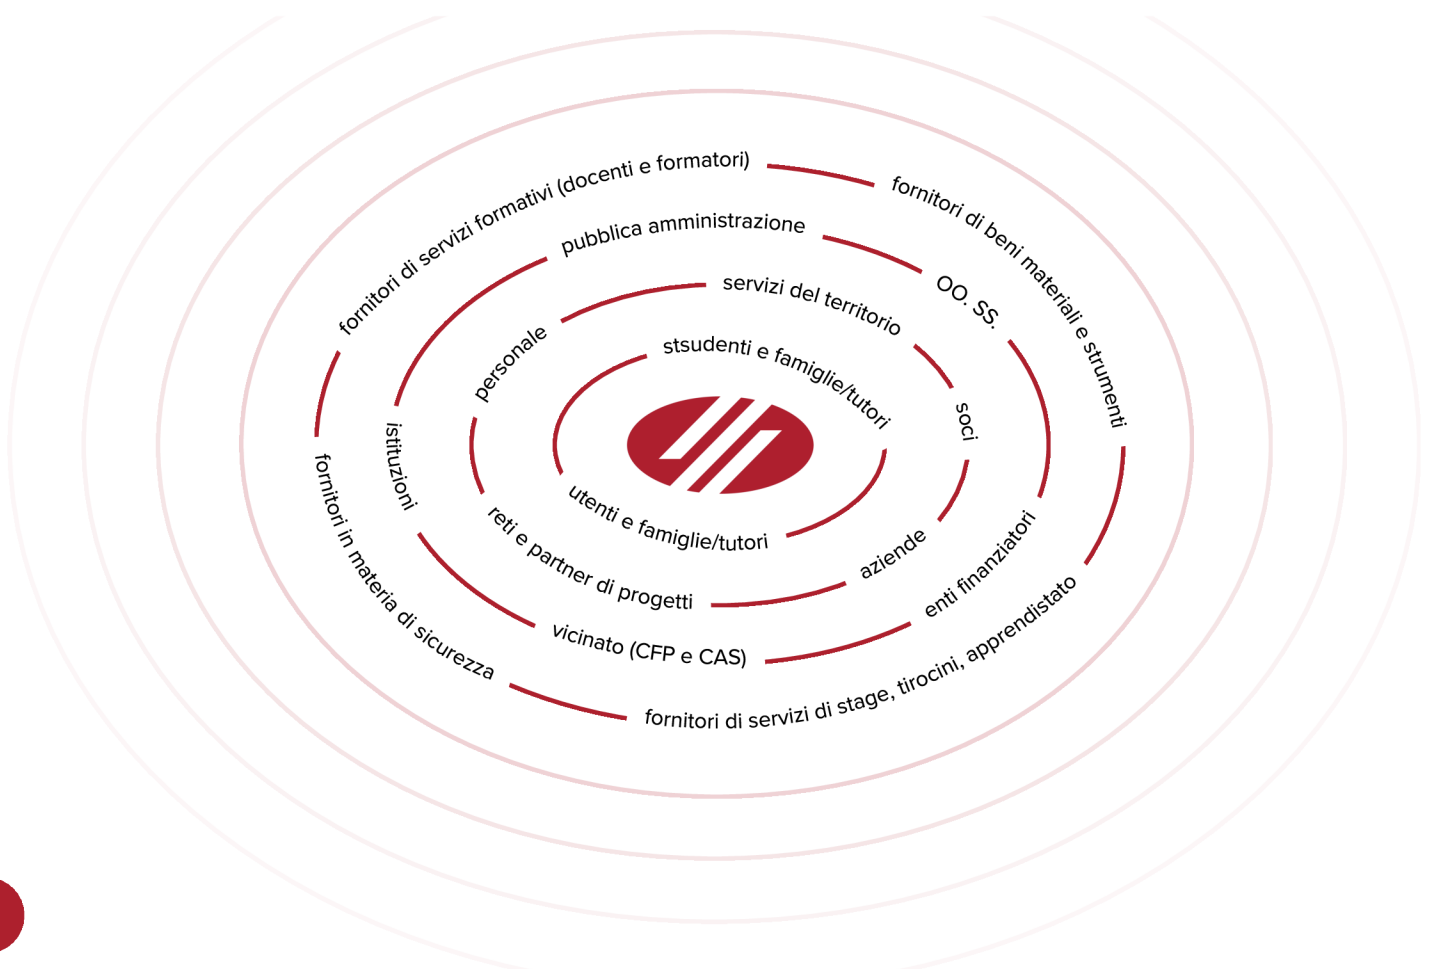 fornitori di servizi formativi (docenti e formatori)
fornitori di beni materiali e strumenti
pubblica amministrazione
OO. SS.
servizi del territorio
personale
stsudenti e famiglie/tutori
soci
istituzioni
utenti e famiglie/tutori
reti e partner di progetti
aziende
enti finanziatori
fornitori in materia di sicurezza
vicinato (CFP e CAS)
fornitori di servizi di stage, tirocini, apprendistato